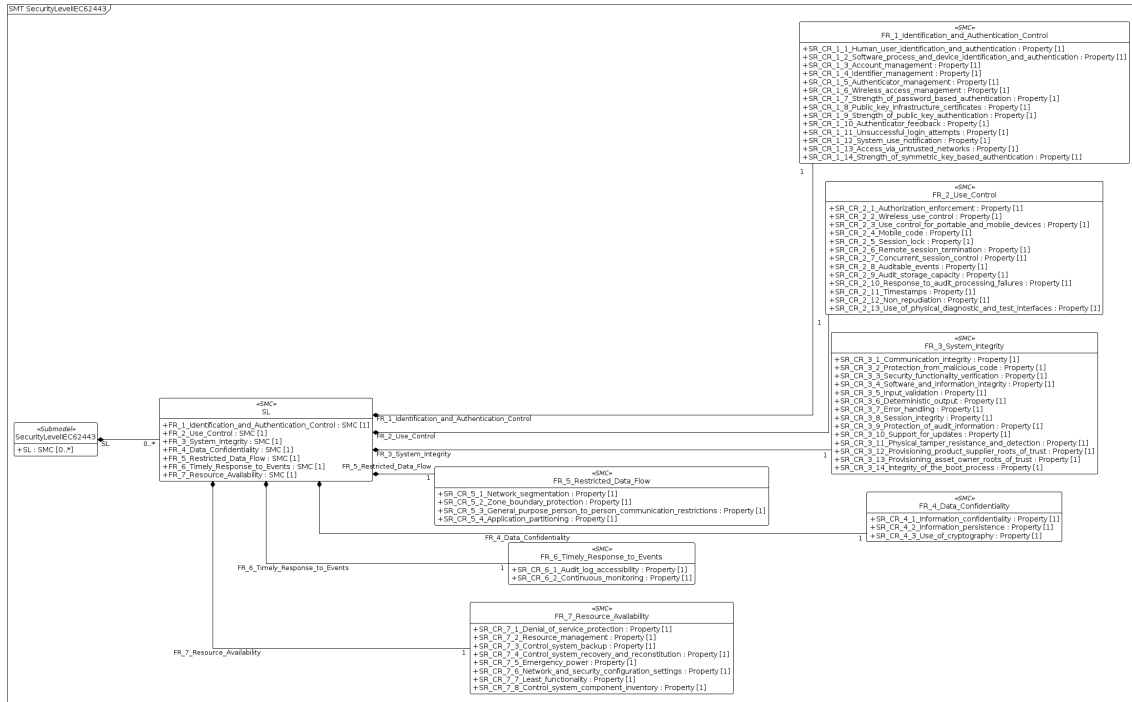 SMT SecurityLevelIEC62443
«SMC»
FR_1_Identification_and_Authentication_Control
+SR_CR_1_1_Human_user_identification_and_authentication : Property [1]
+SR_CR_1_2_Software_process_and_device_identification_and_authentication : Property [1]
+SR_CR_1_3_Account_management : Property [1]
+SR_CR_1_4_Identifier_management : Property [1]
+SR_CR_1_5_Authenticator_management : Property [1]
+SR_CR_1_6_Wireless_access_management : Property [1]
+SR_CR_1_7_Strength_of_password_based_authentication : Property [1]
+SR_CR_1_8_Public_key_infrastructure_certificates : Property [1]
+SR_CR_1_9_Strength_of_public_key_authentication : Property [1]
+SR_CR_1_10_Authenticator_feedback : Property [1]
+SR_CR_1_11_Unsuccessful_login_attempts : Property [1]
+SR_CR_1_12_System_use_notification : Property [1]
+SR_CR_1_13_Access_via_untrusted_networks : Property [1]
+SR_CR_1_14_Strength_of_symmetric_key_based_authentication : Property [1]
1
«SMC»
FR_2_Use_Control
+SR_CR_2_1_Authorization_enforcement : Property [1]
+SR_CR_2_2_Wireless_use_control : Property [1]
+SR_CR_2_3_Use_control_for_portable_and_mobile_devices : Property [1]
+SR_CR_2_4_Mobile_code : Property [1]
+SR_CR_2_5_Session_lock : Property [1]
+SR_CR_2_6_Remote_session_termination : Property [1]
+SR_CR_2_7_Concurrent_session_control : Property [1]
+SR_CR_2_8_Auditable_events : Property [1]
+SR_CR_2_9_Audit_storage_capacity : Property [1]
+SR_CR_2_10_Response_to_audit_processing_failures : Property [1]
+SR_CR_2_11_Timestamps : Property [1]
+SR_CR_2_12_Non_repudiation : Property [1]
+SR_CR_2_13_Use_of_physical_diagnostic_and_test_interfaces : Property [1]
1
«SMC»
FR_3_System_Integrity
+SR_CR_3_1_Communication_integrity : Property [1]
+SR_CR_3_2_Protection_from_malicious_code : Property [1]
+SR_CR_3_3_Security_functionality_verification : Property [1]
+SR_CR_3_4_Software_and_information_integrity : Property [1]
+SR_CR_3_5_Input_validation : Property [1]
+SR_CR_3_6_Deterministic_output : Property [1]
+SR_CR_3_7_Error_handling : Property [1]
+SR_CR_3_8_Session_integrity : Property [1]
+SR_CR_3_9_Protection_of_audit_information : Property [1]
+SR_CR_3_10_Support_for_updates : Property [1]
+SR_CR_3_11_Physical_tamper_resistance_and_detection : Property [1]
+SR_CR_3_12_Provisioning_product_supplier_roots_of_trust : Property [1]
+SR_CR_3_13_Provisioning_asset_owner_roots_of_trust : Property [1]
+SR_CR_3_14_Integrity_of_the_boot_process : Property [1]
1
«Submodel»
SecurityLevelIEC62443
+SL : SMC [0..*]
SL
0..*
«SMC»
SL
+FR_1_Identification_and_Authentication_Control : SMC [1]
+FR_2_Use_Control : SMC [1]
+FR_3_System_Integrity : SMC [1]
+FR_4_Data_Confidentiality : SMC [1]
+FR_5_Restricted_Data_Flow : SMC [1]
+FR_6_Timely_Response_to_Events : SMC [1]
+FR_7_Resource_Availability : SMC [1]
FR_1_Identification_and_Authentication_Control
FR_2_Use_Control
FR_3_System_Integrity
FR_5_Restricted_Data_Flow
1
«SMC»
FR_5_Restricted_Data_Flow
+SR_CR_5_1_Network_segmentation : Property [1]
+SR_CR_5_2_Zone_boundary_protection : Property [1]
+SR_CR_5_3_General_purpose_person_to_person_communication_restrictions : Property [1]
+SR_CR_5_4_Application_partitioning : Property [1]
«SMC»
FR_4_Data_Confidentiality
+SR_CR_4_1_Information_confidentiality : Property [1]
+SR_CR_4_2_Information_persistence : Property [1]
+SR_CR_4_3_Use_of_cryptography : Property [1]
FR_4_Data_Confidentiality
1
«SMC»
FR_6_Timely_Response_to_Events
+SR_CR_6_1_Audit_log_accessibility : Property [1]
+SR_CR_6_2_Continuous_monitoring : Property [1]
FR_6_Timely_Response_to_Events
1
«SMC»
FR_7_Resource_Availability
+SR_CR_7_1_Denial_of_service_protection : Property [1]
+SR_CR_7_2_Resource_management : Property [1]
+SR_CR_7_3_Control_system_backup : Property [1]
+SR_CR_7_4_Control_system_recovery_and_reconstitution : Property [1]
+SR_CR_7_5_Emergency_power : Property [1]
+SR_CR_7_6_Network_and_security_configuration_settings : Property [1]
+SR_CR_7_7_Least_functionality : Property [1]
+SR_CR_7_8_Control_system_component_inventory : Property [1]
FR_7_Resource_Availability
1